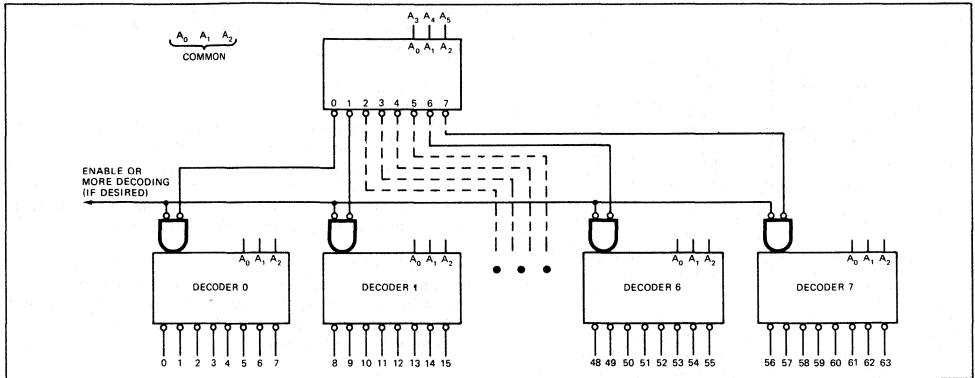 A₃ A₄ A₅
A₀ A₁ A₂
COMMON
A₀ A₁ A₂
0 1 2 3 4 5 6 7
ENABLE OR
MORE DECODING
(IF DESIRED)
A₀ A₁ A₂
DECODER 0
0 1 2 3 4 5 6 7
A₀ A₁ A₂
DECODER 1
8 9 10 11 12 13 14 15
A₀ A₁ A₂
DECODER 6
48 49 50 51 52 53 54 55
A₀ A₁ A₂
DECODER 7
56 57 58 59 60 61 62 63